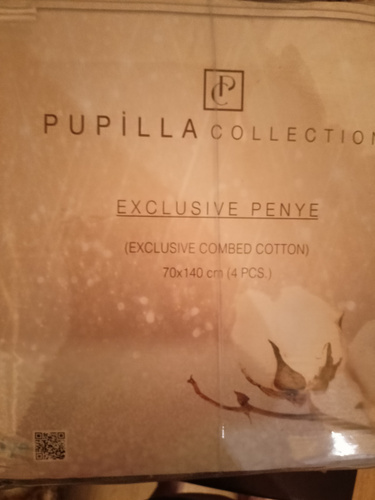 PC
PUPİLLA COLLECTION
EXCLUSIVE PENYE
(EXCLUSIVE COMBED COTTON)
70x140 cm (4 PCS.)